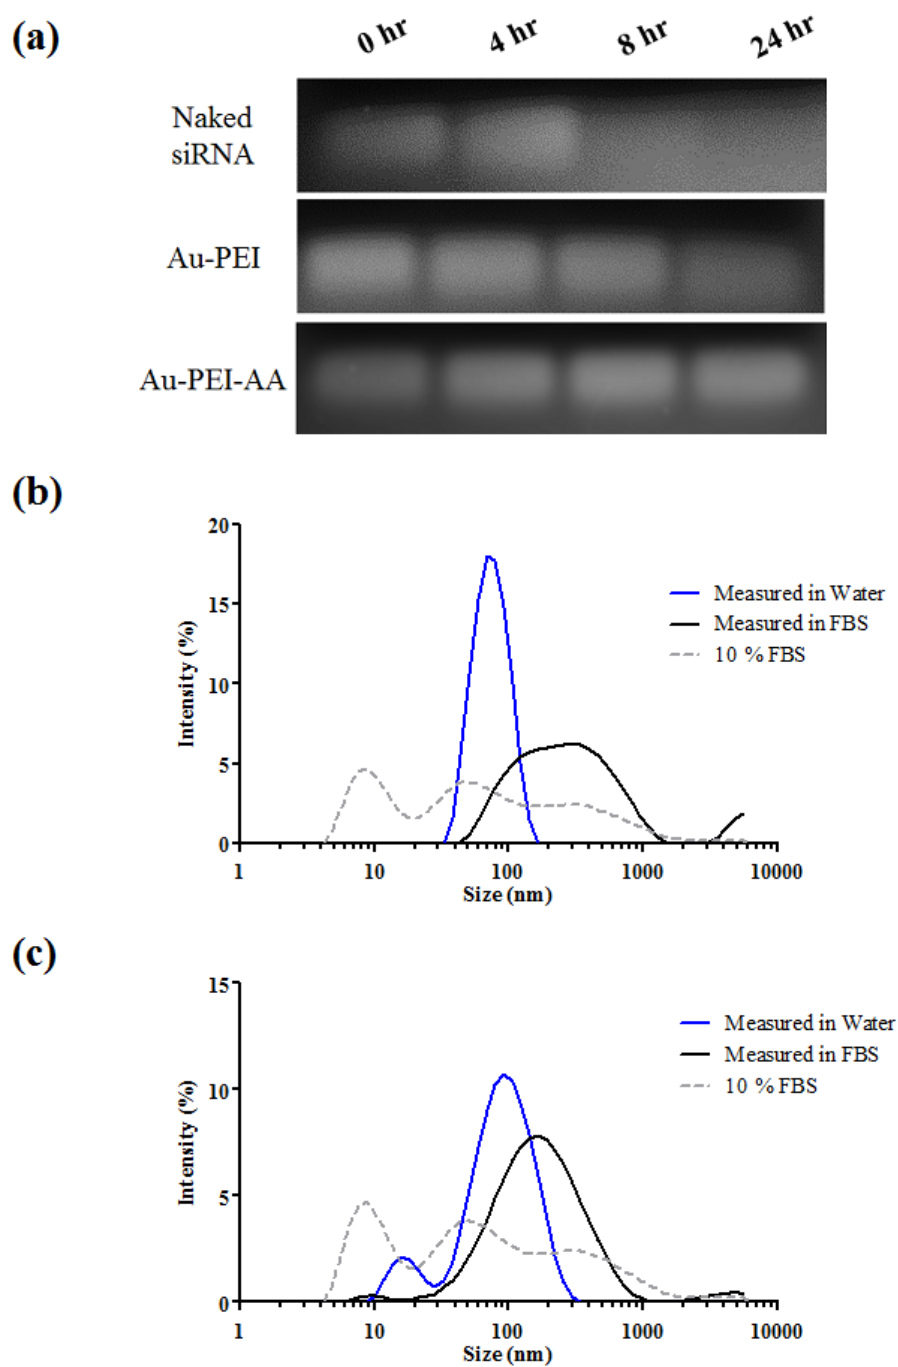 (a)
0 hr 4 hr 8 hr 24 hr
Naked
siRNA
Au-PEI
Au-PEI-AA
(b)
20
15
10
5
0
Intensity (%)
Measured in Water
Measured in FBS
10 % FBS
1 10 100 1000 10000
Size (nm)
(c)
15
10
5
0
Intensity (%)
Measured in Water
Measured in FBS
10 % FBS
1 10 100 1000 10000
Size (nm)